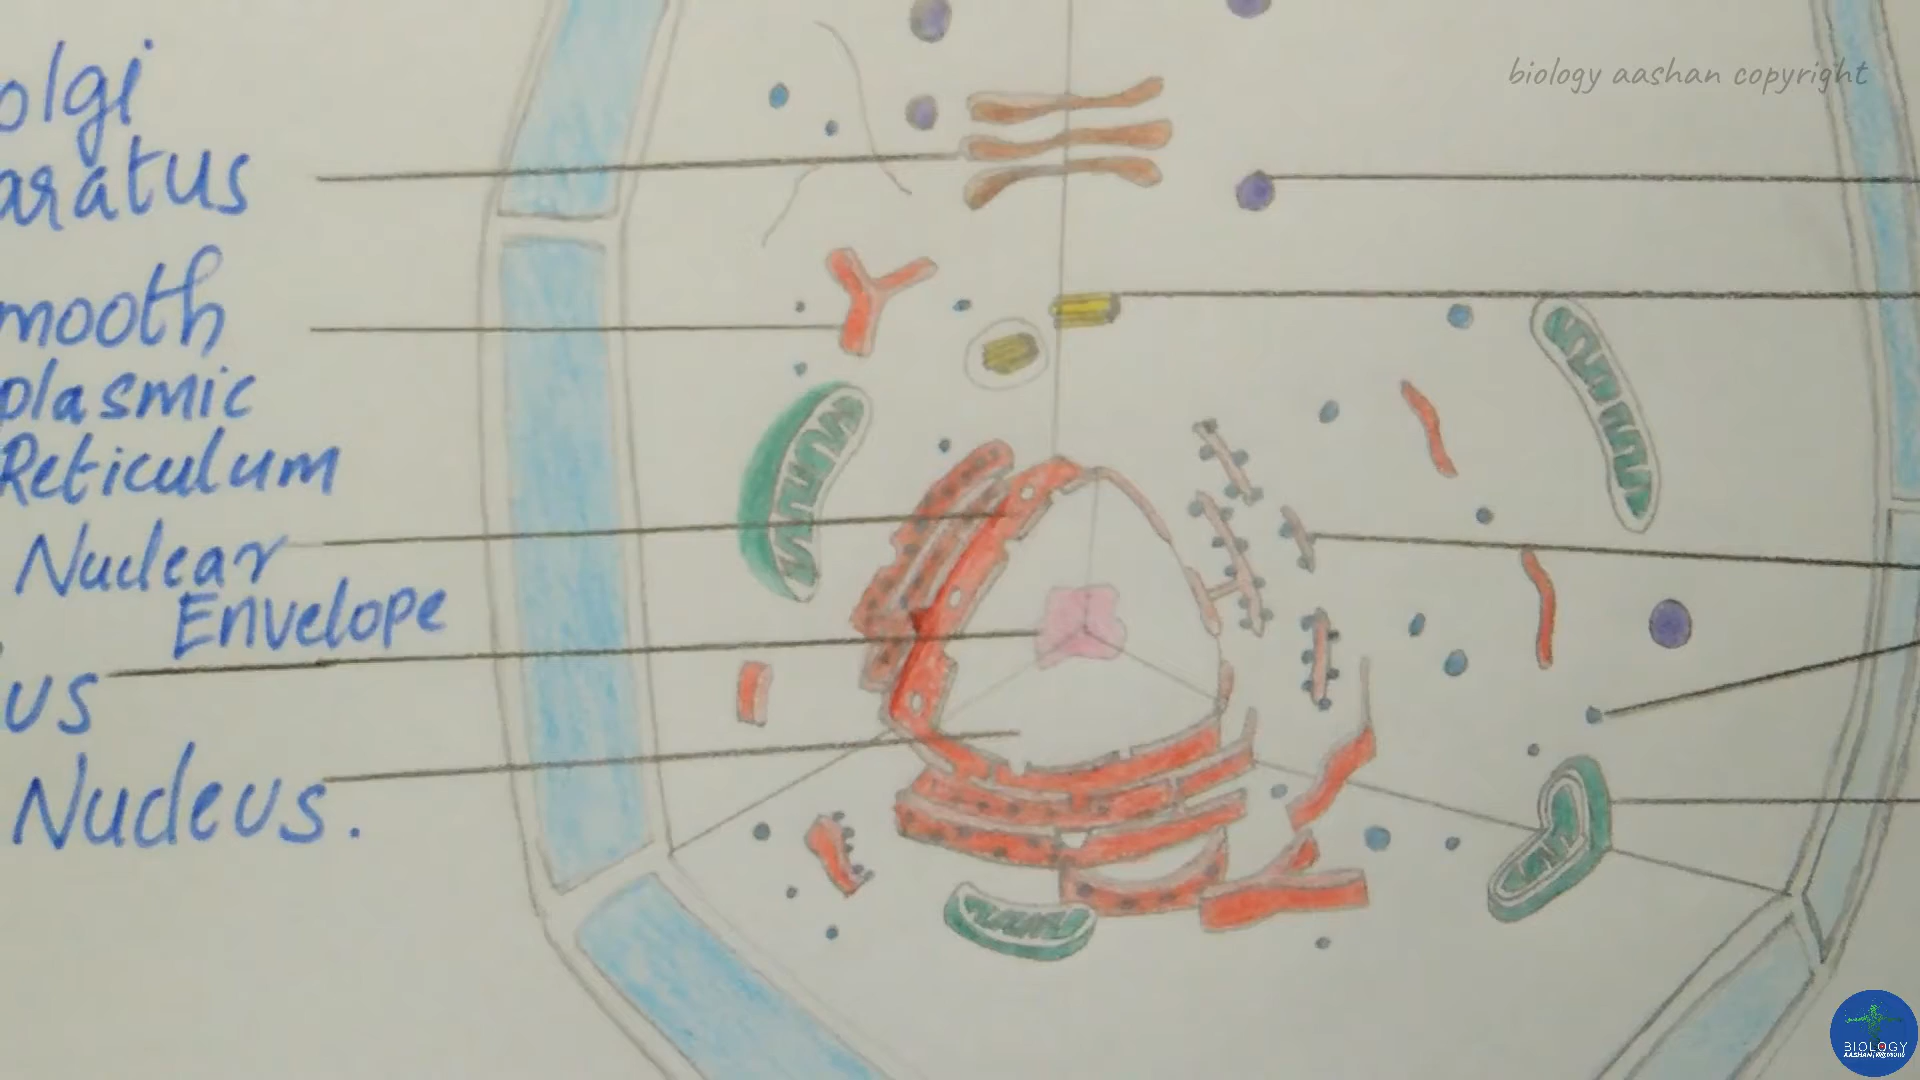 olgi
aratus
mooth
plasmic
Reticulum
Nuclear
Envelope
us
Nucleus.
biology aashan copyright
BIOLOGY